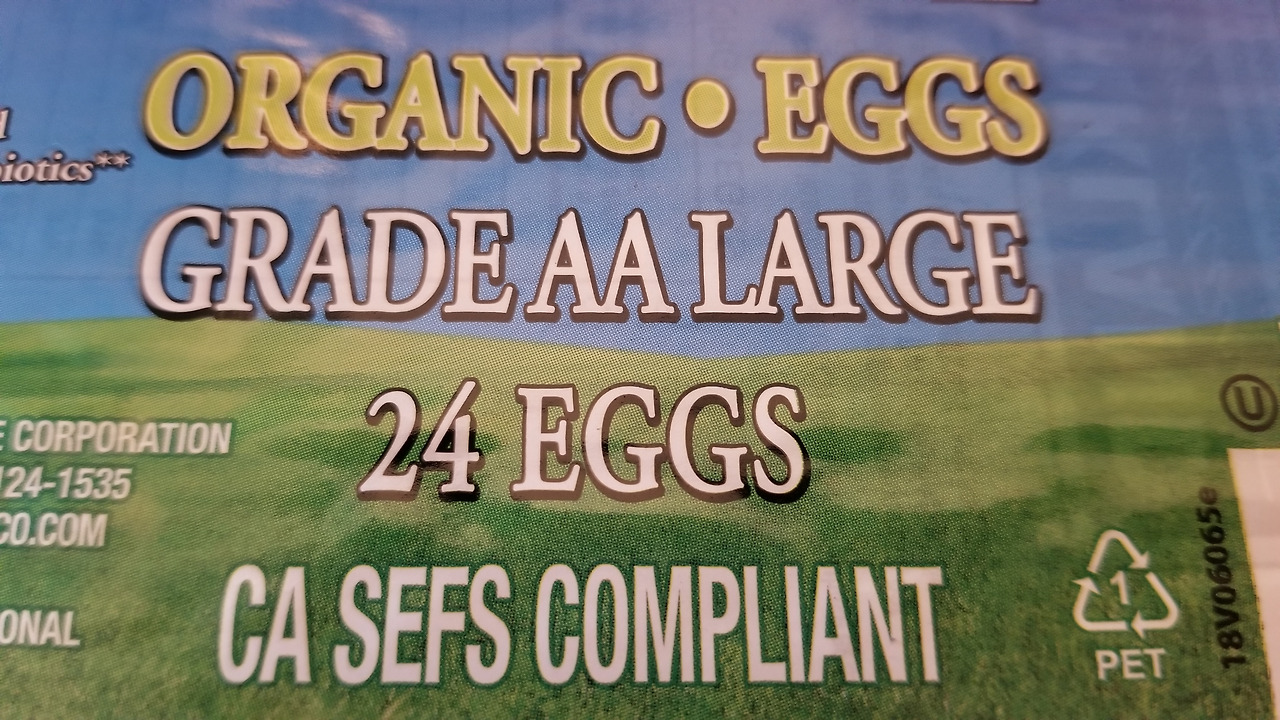 ORGANIC • EGGS
biotics**
GRADE AA LARGE
24 EGGS
CORPORATION
124-1535
CO.COM
CA SEFS COMPLIANT
ONAL
U
1
PET
18V06065e